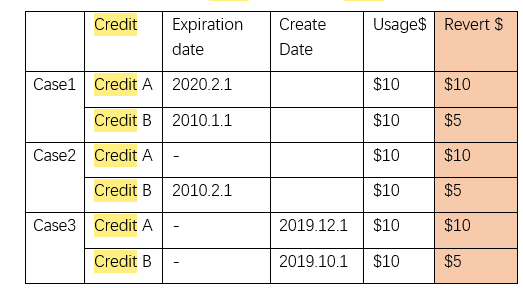 Credit Expiration date Create Date Usage$ Revert $
Case1 Credit A 2020.2.1 $10 $10
Credit B 2010.1.1 $10 $5
Case2 Credit A - $10 $10
Credit B 2010.2.1 $10 $5
Case3 Credit A - 2019.12.1 $10 $10
Credit B - 2019.10.1 $10 $5